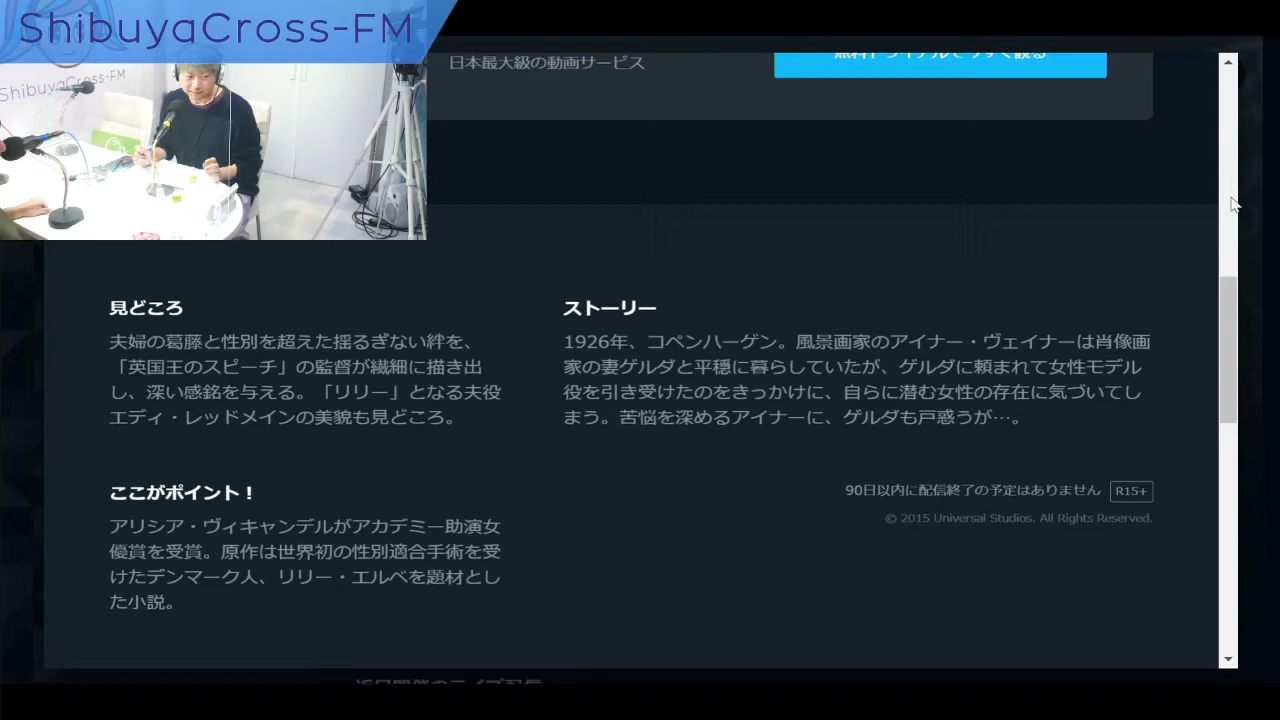 ShibuyaCross-FM
ShibuyaCross-FM
日本最大級の動画サービス
無料トライアルで今すぐ観る
見どころ
夫婦の葛藤と性別を超えた揺るぎない絆を、
「英国王のスピーチ」の監督が繊細に描き出
し、深い感銘を与える。「リリー」となる夫役
エディ・レッドメインの美貌も見どころ。
ストーリー
1926年、コペンハーゲン。風景画家のアイナー・ヴェイナーは肖像画
家の妻ゲルダと平穏に暮らしていたが、ゲルダに頼まれて女性モデル
役を引き受けたのをきっかけに、自らに潜む女性の存在に気づいてし
まう。苦悩を深めるアイナーに、ゲルダも戸惑うが…。
ここがポイント！
アリシア・ヴィキャンデルがアカデミー助演女
優賞を受賞。原作は世界初の性別適合手術を受
けたデンマーク人、リリー・エルベを題材とし
た小説。
90日以内に配信終了の予定はありません R15+
© 2015 Universal Studios. All Rights Reserved.